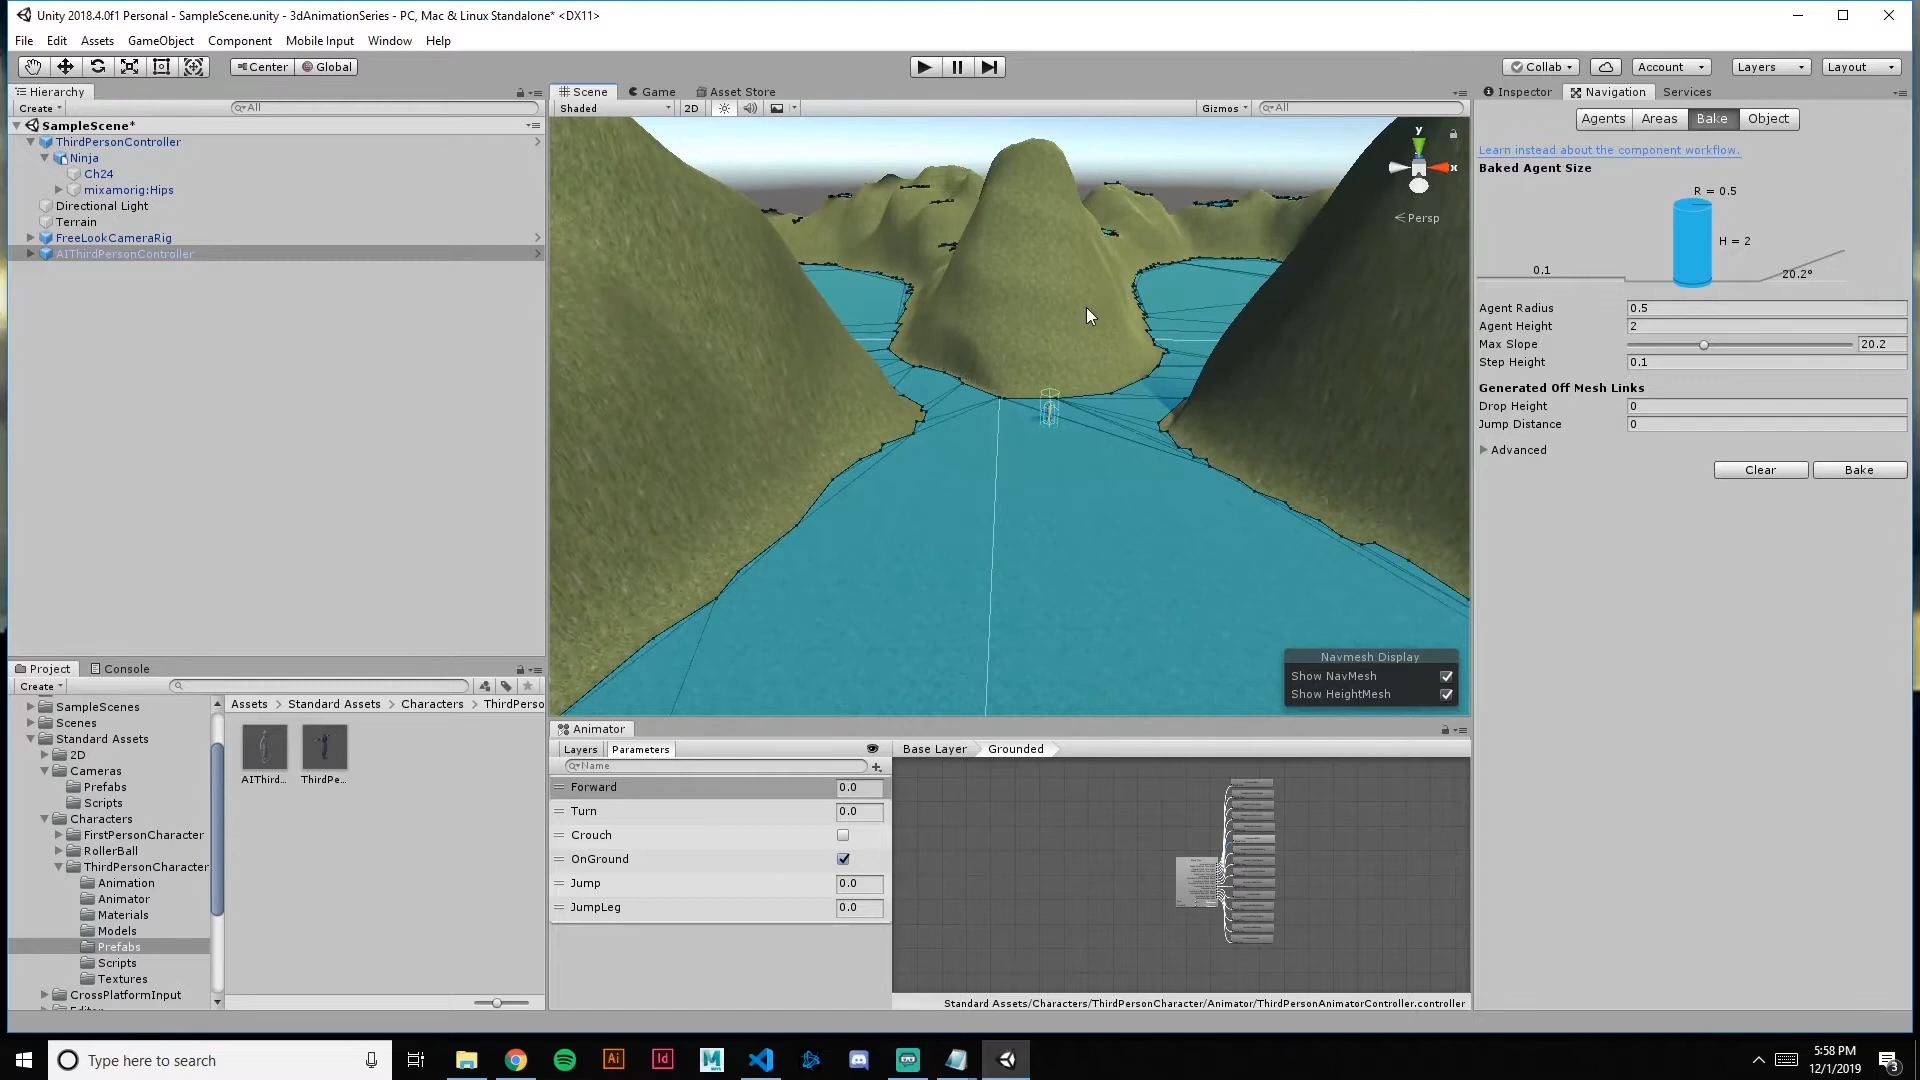 Unity 2018.4.0f1 Personal - SampleScene.unity - 3dAnimationSeries - PC, Mac & Linux Standalone* <DX11>
File Edit Assets GameObject Component Mobile Input Window Help
Center Global
Collab Account Layers Layout
Hierarchy
Create All
SampleScene*
ThirdPersonController
Ninja
Ch24
mixamorig:Hips
Directional Light
Terrain
FreeLookCameraRig
AIThirdPersonController
Scene Game Asset Store
Shaded 2D Gizmos All
y
x
Persp
Navmesh Display
Show NavMesh
Show HeightMesh
Inspector Navigation Services
Agents Areas Bake Object
Learn instead about the component workflow.
Baked Agent Size
R = 0.5
H = 2
0.1
20.2°
Agent Radius 0.5
Agent Height 2
Max Slope 20.2
Step Height 0.1
Generated Off Mesh Links
Drop Height 0
Jump Distance 0
Advanced
Clear Bake
Project Console
Create
SampleScenes
Scenes
Standard Assets
2D
Cameras
Prefabs
Scripts
Characters
FirstPersonCharacter
RollerBall
ThirdPersonCharacter
Animation
Animator
Materials
Models
Prefabs
Scripts
Textures
CrossPlatformInput
Assets > Standard Assets > Characters > ThirdPerso
AIThird... ThirdPe...
Animator
Layers Parameters
Name
Forward 0.0
Turn 0.0
Crouch
OnGround
Jump 0.0
JumpLeg 0.0
Base Layer Grounded
Standard Assets/Characters/ThirdPersonCharacter/Animator/ThirdPersonAnimatorController.controller
Type here to search
Ai
Id
M
5:58 PM
12/1/2019
3